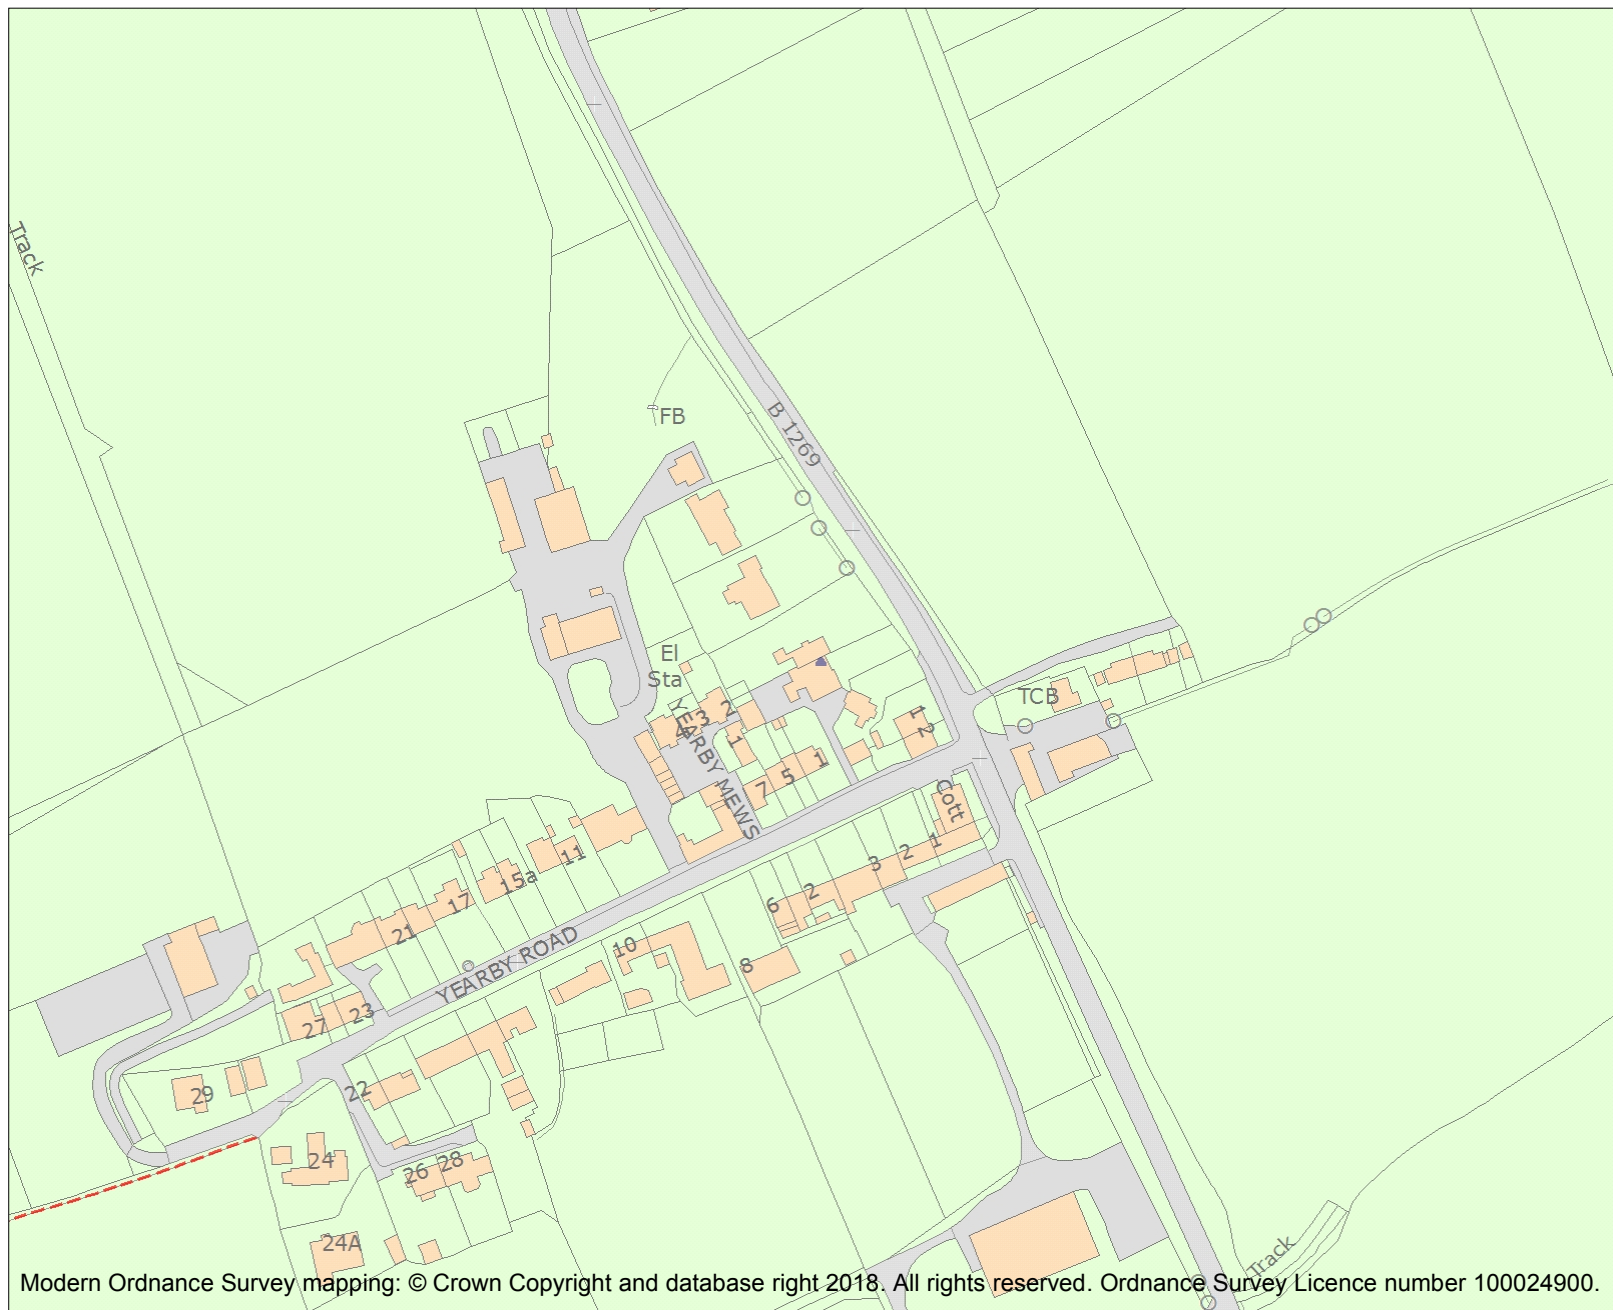 Track
FB
B 1269
El
Sta
TCB
YEARBY MEWS
4
3
2
1
1
2
7
5
1
Cott
11
15a
17
21
3
2
1
6
2
YEARBY ROAD
10
8
27
23
29
22
24
26
28
24A
Track
Modern Ordnance Survey mapping: © Crown Copyright and database right 2018. All rights reserved. Ordnance Survey Licence number 100024900.